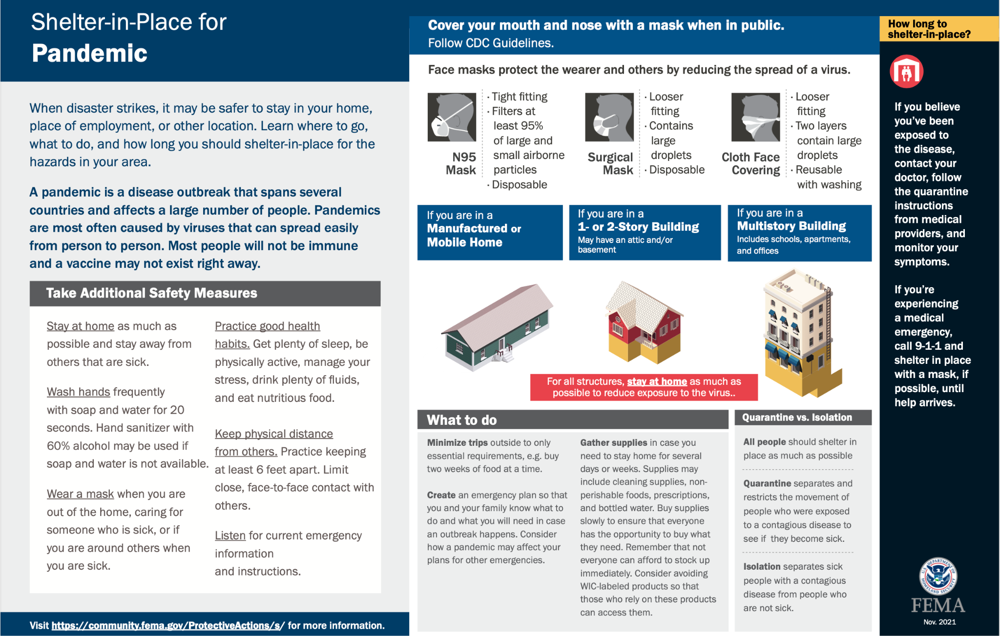 Shelter-in-Place for
Pandemic
When disaster strikes, it may be safer to stay in your home,
place of employment, or other location. Learn where to go,
what to do, and how long you should shelter-in-place for the
hazards in your area.
A pandemic is a disease outbreak that spans several
countries and affects a large number of people. Pandemics
are most often caused by viruses that can spread easily
from person to person. Most people will not be immune
and a vaccine may not exist right away.
Take Additional Safety Measures
Stay at home as much as
possible and stay away from
others that are sick.
Wash hands frequently
with soap and water for 20
seconds. Hand sanitizer with
60% alcohol may be used if
soap and water is not available.
Wear a mask when you are
out of the home, caring for
someone who is sick, or if
you are around others when
you are sick.
Practice good health
habits. Get plenty of sleep, be
physically active, manage your
stress, drink plenty of fluids,
and eat nutritious food.
Keep physical distance
from others. Practice keeping
at least 6 feet apart. Limit
close, face-to-face contact with
others.
Listen for current emergency
information
and instructions.
Visit https://community.fema.gov/ProtectiveActions/s/ for more information.
Cover your mouth and nose with a mask when in public.
Follow CDC Guidelines.
Face masks protect the wearer and others by reducing the spread of a virus.
N95
Mask
· Tight fitting
· Filters at
least 95%
of large and
small airborne
particles
· Disposable
Surgical
Mask
· Looser
fitting
· Contains
large
droplets
· Disposable
Cloth Face
Covering
· Looser
fitting
· Two layers
contain large
droplets
· Reusable
with washing
If you are in a
Manufactured or
Mobile Home
If you are in a
1- or 2-Story Building
May have an attic and/or
basement
If you are in a
Multistory Building
Includes schools, apartments,
and offices
For all structures, stay at home as much as
possible to reduce exposure to the virus..
What to do
Minimize trips outside to only
essential requirements, e.g. buy
two weeks of food at a time.
Create an emergency plan so that
you and your family know what to
do and what you will need in case
an outbreak happens. Consider
how a pandemic may affect your
plans for other emergencies.
Gather supplies in case you
need to stay home for several
days or weeks. Supplies may
include cleaning supplies, non-
perishable foods, prescriptions,
and bottled water. Buy supplies
slowly to ensure that everyone
has the opportunity to buy what
they need. Remember that not
everyone can afford to stock up
immediately. Consider avoiding
WIC-labeled products so that
those who rely on these products
can access them.
Quarantine vs. Isolation
All people should shelter in
place as much as possible
Quarantine separates and
restricts the movement of
people who were exposed
to a contagious disease to
see if they become sick.
Isolation separates sick
people with a contagious
disease from people who
are not sick.
How long to
shelter-in-place?
If you believe
you've been
exposed to
the disease,
contact your
doctor, follow
the quarantine
instructions
from medical
providers, and
monitor your
symptoms.
If you're
experiencing
a medical
emergency,
call 9-1-1 and
shelter in place
with a mask, if
possible, until
help arrives.
U.S. DEPARTMENT OF
HOMELAND SECURITY
FEMA
Nov. 2021